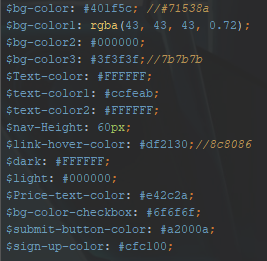 $bg-color: #401f5c; //#71538a
$bg-color1: rgba(43, 43, 43, 0.72);
$bg-color2: #000000;
$bg-color3: #3f3f3f;//7b7b7b
$Text-color: #FFFFFF;
$text-color1: #ccfeab;
$text-color2: #FFFFFF;
$nav-Height: 60px;
$link-hover-color: #df2130;//8c8086
$dark: #FFFFFF;
$light: #000000;
$Price-text-color: #e42c2a;
$bg-color-checkbox: #6f6f6f;
$submit-button-color: #a2000a;
$sign-up-color: #cfc100;